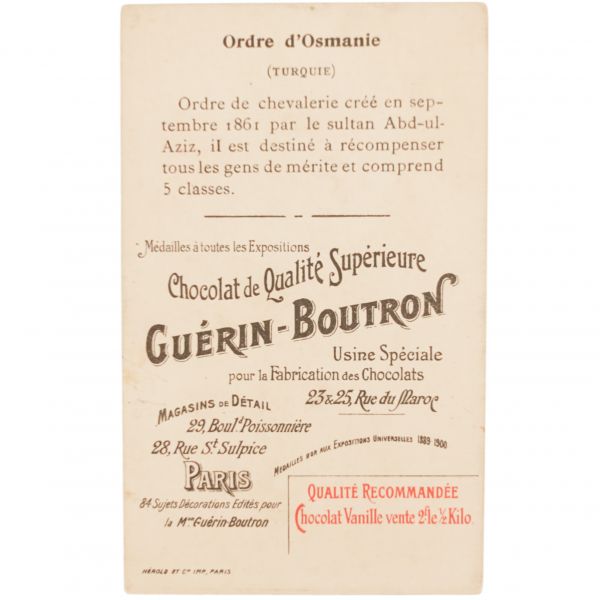 Ordre d'Osmanie
(TURQUIE)
Ordre de chevalerie créé en sep-
tembre 1861 par le sultan Abd-ul-
Aziz, il est destiné à récompenser
tous les gens de mérite et comprend
5 classes.
Médailles à toutes les Expositions
Chocolat de Qualité Supérieure
GUÉRIN-BOUTRON
Usine Spéciale
pour la Fabrication des Chocolats
23 & 25, Rue du Maroc
MAGASINS DE DÉTAIL
29, Boul.d Poissonnière
28, Rue St. Sulpice
PARIS
84 Sujets Décorations Edités pour
la Mon Guérin-Boutron
MÉDAILLES D'OR AUX EXPOSITIONS UNIVERSELLES 1889-1900
QUALITÉ RECOMMANDÉE
Chocolat Vanille vente 2f le ½ Kilo.
HÉROLD ET Cie IMP, PARIS